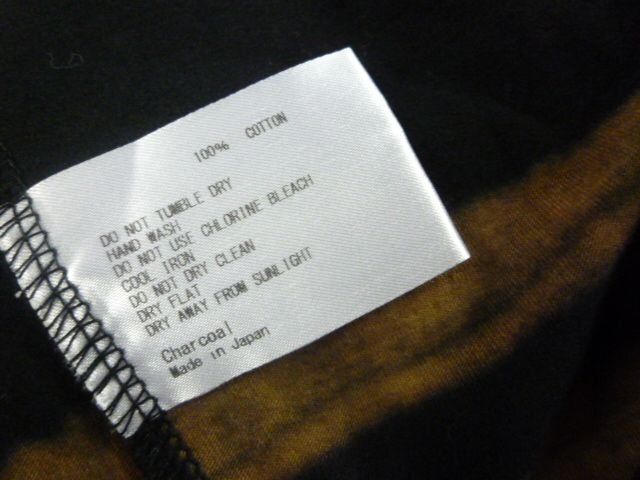 100% COTTON
DO NOT TUMBLE DRY
HAND WASH
DO NOT USE CHLORINE BLEACH
COOL IRON
DO NOT DRY CLEAN
DRY FLAT
DRY AWAY FROM SUNLIGHT
Charcoal
Made in Japan